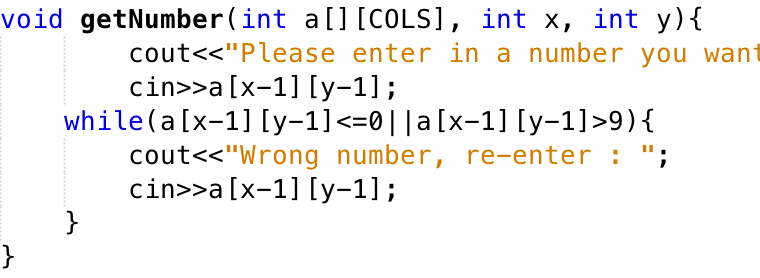 void getNumber(int a[][COLS], int x, int y){
cout<<"Please enter in a number you want
cin>>a[x-1][y-1];
while(a[x-1][y-1]<=0||a[x-1][y-1]>9){
cout<<"Wrong number, re-enter : ";
cin>>a[x-1][y-1];
}
}